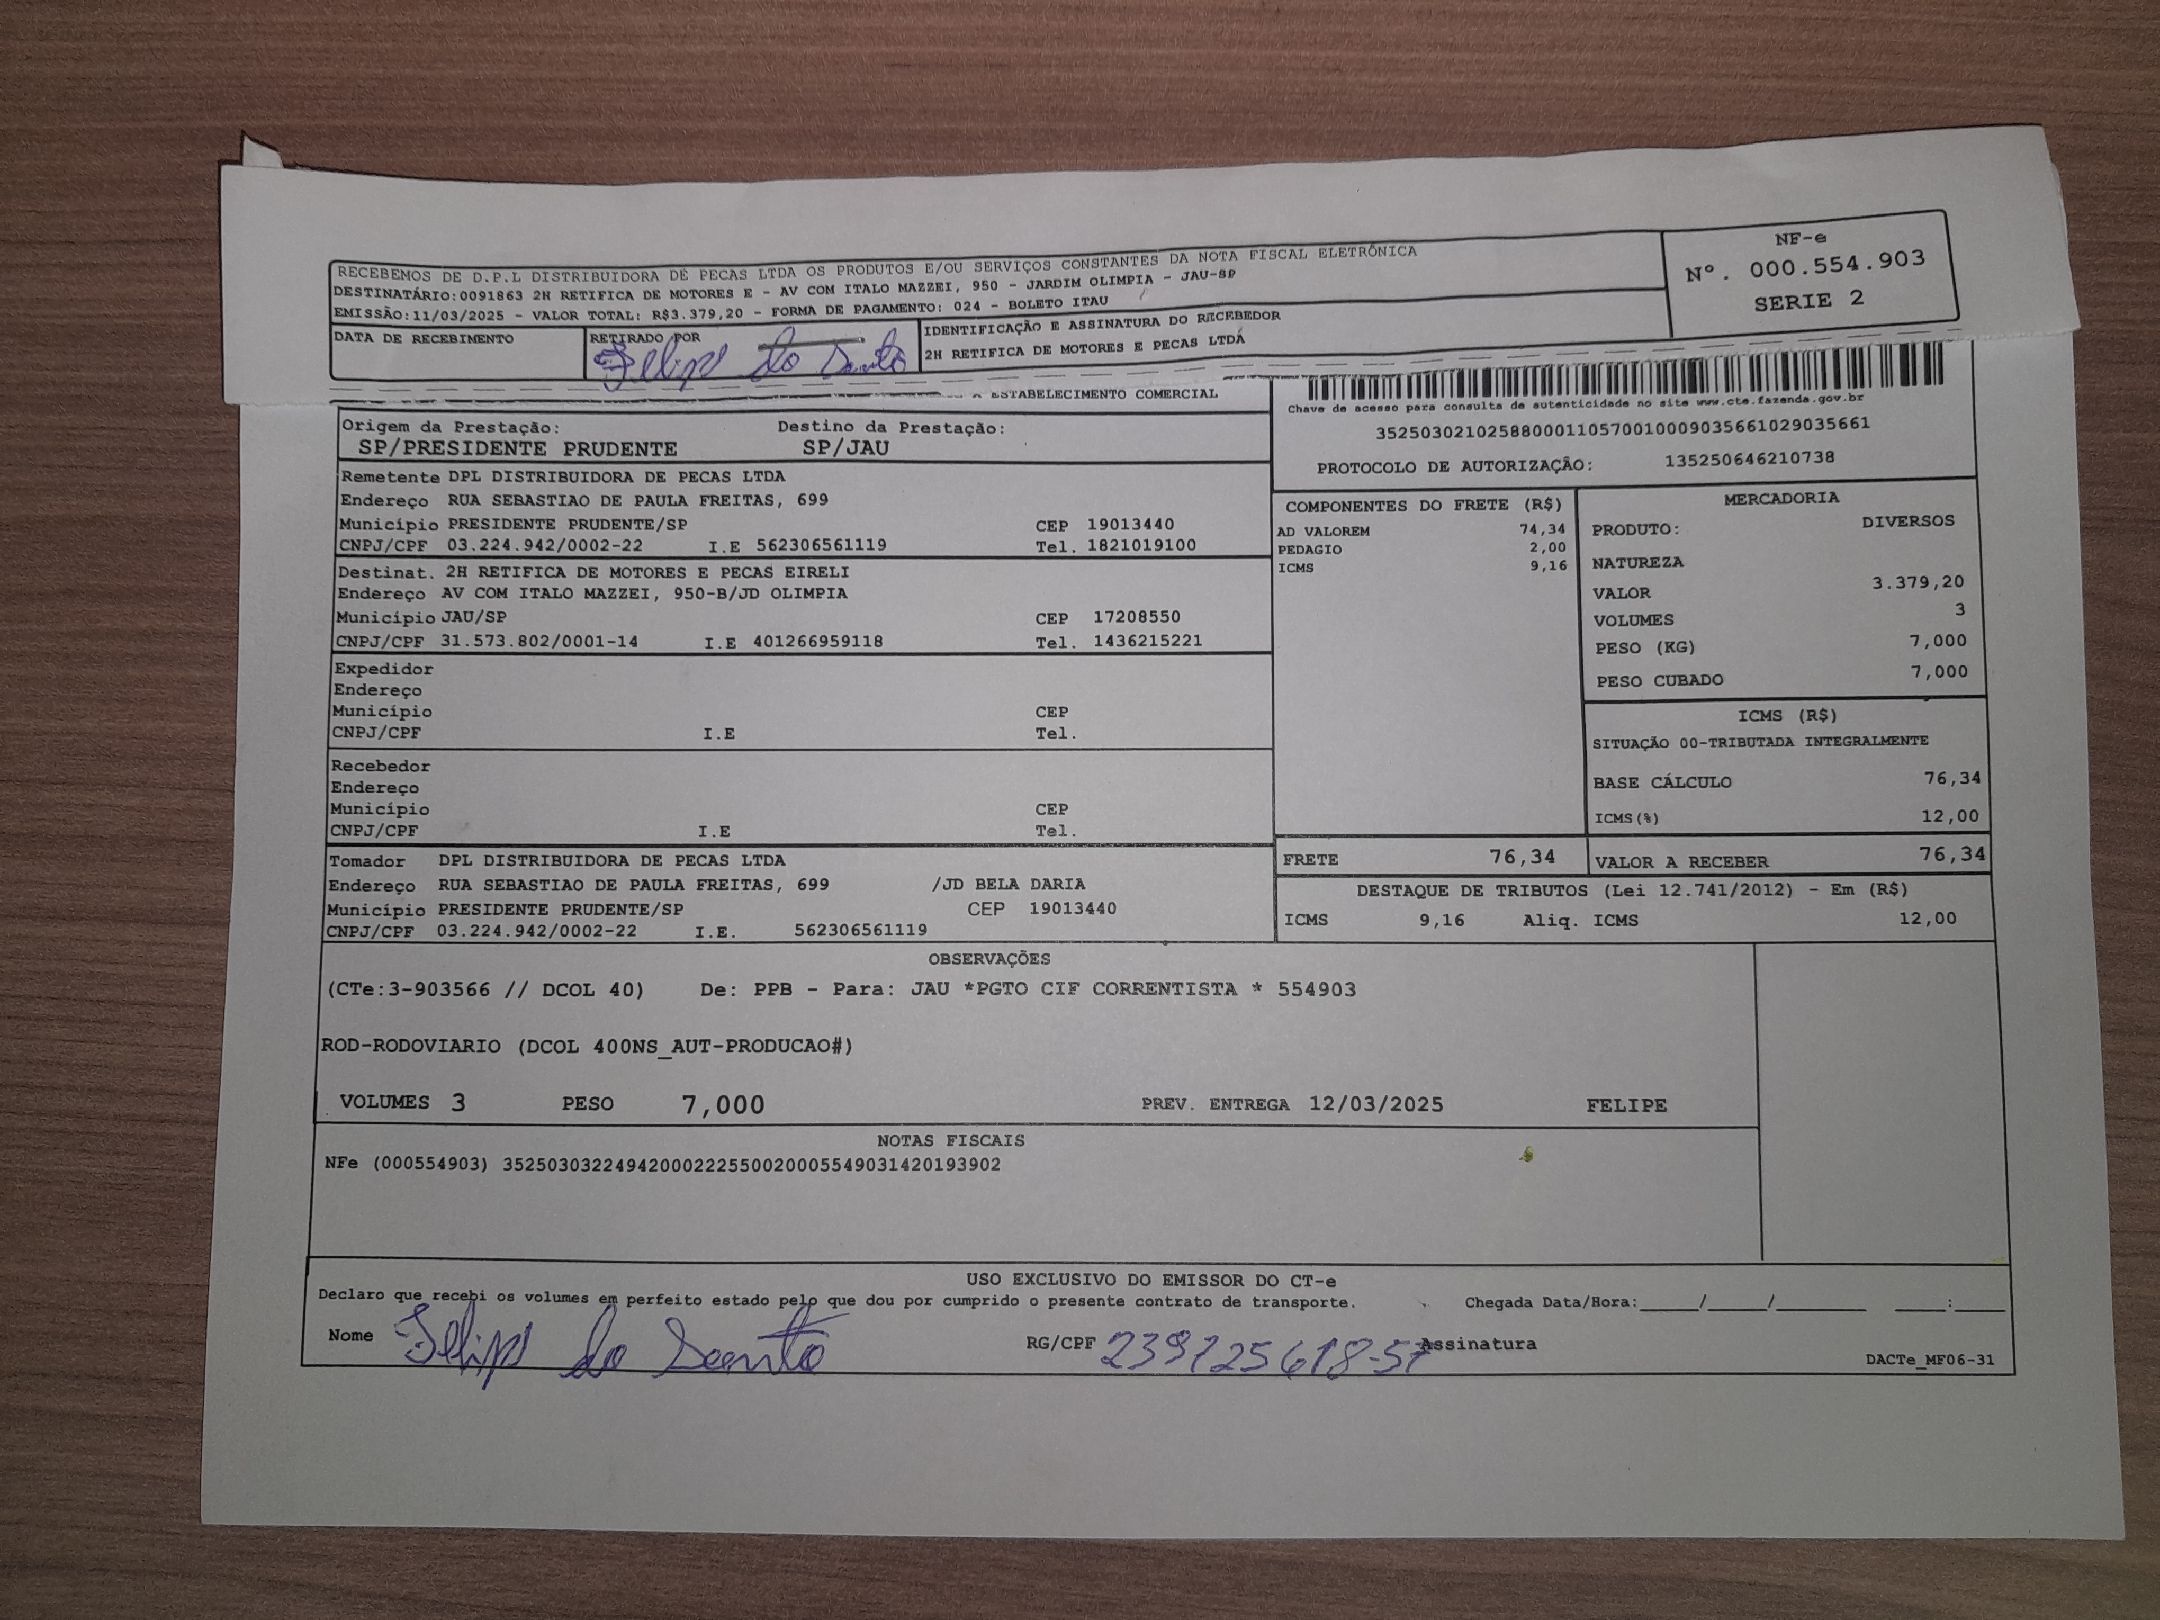 RECEBEMOS DE D.P.L DISTRIBUIDORA DE PECAS LTDA OS PRODUTOS E/OU SERVIÇOS CONSTANTES DA NOTA FISCAL ELETRÔNICA
DESTINATÁRIO:0091863 2H RETIFICA DE MOTORES E - AV COM ITALO MAZZEI, 950 - JARDIM OLIMPIA - JAU-SP
EMISSÃO:11/03/2025 - VALOR TOTAL: R$3.379,20 - FORMA DE PAGAMENTO: 024 - BOLETO ITAU
NF-e
Nº. 000.554.903
SERIE 2
DATA DE RECEBIMENTO
RETIRADO POR
Felipe do Santo
IDENTIFICAÇÃO E ASSINATURA DO RECEBEDOR
2H RETIFICA DE MOTORES E PECAS LTDA
ESTABELECIMENTO COMERCIAL
Chave de acesso para consulta de autenticidade no site www.cte.fazenda.gov.br
35250302102588000110570010009035661029035661
PROTOCOLO DE AUTORIZAÇÃO: 135250646210738
Origem da Prestação: Destino da Prestação:
SP/PRESIDENTE PRUDENTE SP/JAU
Remetente DPL DISTRIBUIDORA DE PECAS LTDA
Endereço RUA SEBASTIAO DE PAULA FREITAS, 699
Município PRESIDENTE PRUDENTE/SP CEP 19013440
CNPJ/CPF 03.224.942/0002-22 I.E 562306561119 Tel. 1821019100
Destinat. 2H RETIFICA DE MOTORES E PECAS EIRELI
Endereço AV COM ITALO MAZZEI, 950-B/JD OLIMPIA
Município JAU/SP CEP 17208550
CNPJ/CPF 31.573.802/0001-14 I.E 401266959118 Tel. 1436215221
Expedidor
Endereço
Município CEP
CNPJ/CPF I.E Tel.
Recebedor
Endereço
Município CEP
CNPJ/CPF I.E Tel.
Tomador DPL DISTRIBUIDORA DE PECAS LTDA
Endereço RUA SEBASTIAO DE PAULA FREITAS, 699 /JD BELA DARIA
Município PRESIDENTE PRUDENTE/SP CEP 19013440
CNPJ/CPF 03.224.942/0002-22 I.E. 562306561119
COMPONENTES DO FRETE (R$)
AD VALOREM 74,34
PEDAGIO 2,00
ICMS 9,16
MERCADORIA
PRODUTO: DIVERSOS
NATUREZA
VALOR 3.379,20
VOLUMES 3
PESO (KG) 7,000
PESO CUBADO 7,000
ICMS (R$)
SITUAÇÃO 00-TRIBUTADA INTEGRALMENTE
BASE CÁLCULO 76,34
ICMS(%) 12,00
FRETE 76,34 VALOR A RECEBER 76,34
DESTAQUE DE TRIBUTOS (Lei 12.741/2012) - Em (R$)
ICMS 9,16 Aliq. ICMS 12,00
OBSERVAÇÕES
(CTe:3-903566 // DCOL 40) De: PPB - Para: JAU *PGTO CIF CORRENTISTA * 554903
ROD-RODOVIARIO (DCOL 400NS_AUT-PRODUCAO#)
VOLUMES 3 PESO 7,000 PREV. ENTREGA 12/03/2025 FELIPE
NOTAS FISCAIS
NFe (000554903) 35250303224942000222550020005549031420193902
USO EXCLUSIVO DO EMISSOR DO CT-e
Declaro que recebi os volumes em perfeito estado pelo que dou por cumprido o presente contrato de transporte. Chegada Data/Hora:_____/_____/_________ ____:_____
Nome Felipe do Santo RG/CPF 239125618-57 Assinatura
DACTe_MF06-31